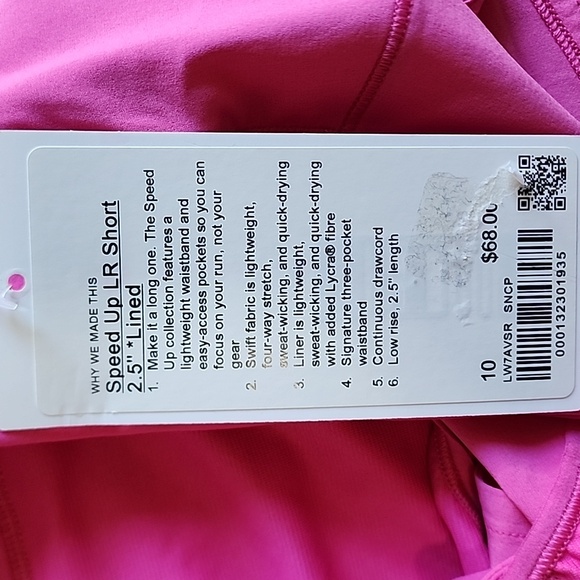 WHY WE MADE THIS
Speed Up LR Short
2.5" *Lined
1. Make it a long one. The Speed
Up collection features a
lightweight waistband and
easy-access pockets so you can
focus on your run, not your
gear
2. Swift fabric is lightweight,
four-way stretch,
sweat-wicking, and quick-drying
3. Liner is lightweight,
sweat-wicking, and quick-drying
with added Lycra® fibre
4. Signature three-pocket
waistband
5. Continuous drawcord
6. Low rise, 2.5" length
$68.00
10
LW7AVSR SNCP
000132301935